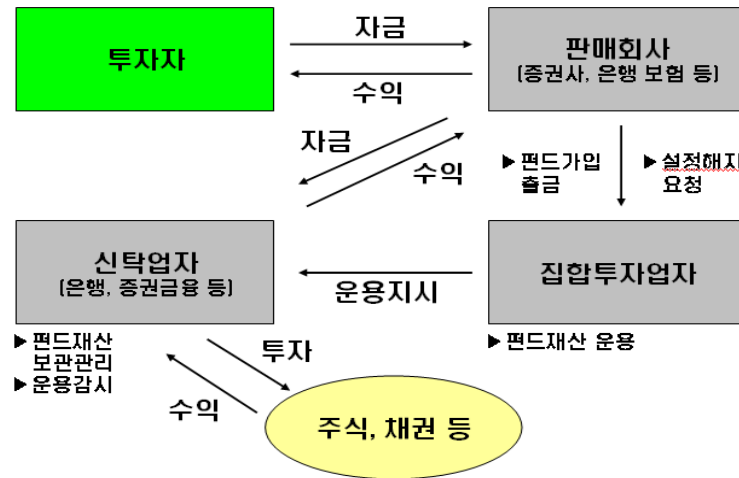 투자자
자금
수익
판매회사
(증권사, 은행 보험 등)
자금
수익
▶ 펀드가입
출금
▶ 설정해지
요청
신탁업자
(은행, 증권금융 등)
운용지시
집합투자업자
▶ 펀드재산
보관관리
▶ 운용감시
▶ 펀드재산 운용
투자
수익
주식, 채권 등